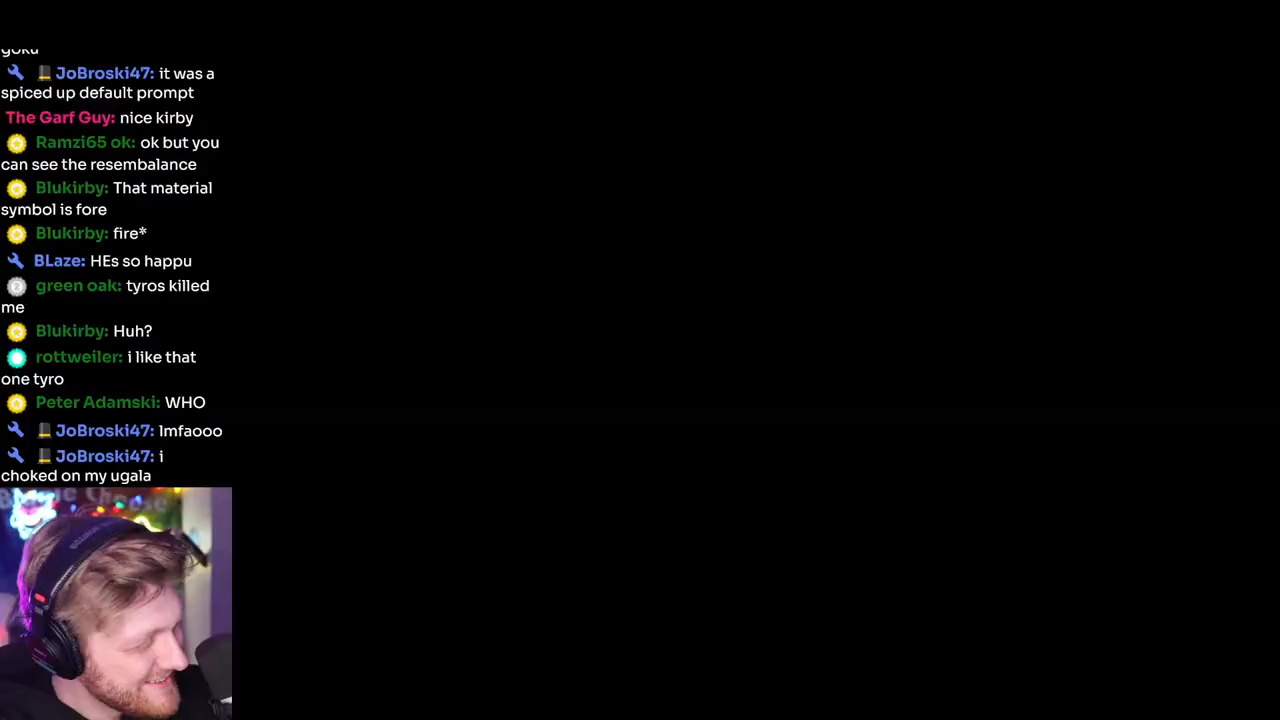 goku
JoBroski47: it was a
spiced up default prompt
The Garf Guy: nice kirby
Ramzi65 ok: ok but you
can see the resembalance
Blukirby: That material
symbol is fore
Blukirby: fire*
BLaze: HEs so happu
green oak: tyros killed
me
Blukirby: Huh?
rottweiler: i like that
one tyro
Peter Adamski: WHO
JoBroski47: lmfaooo
JoBroski47: i
choked on my ugala